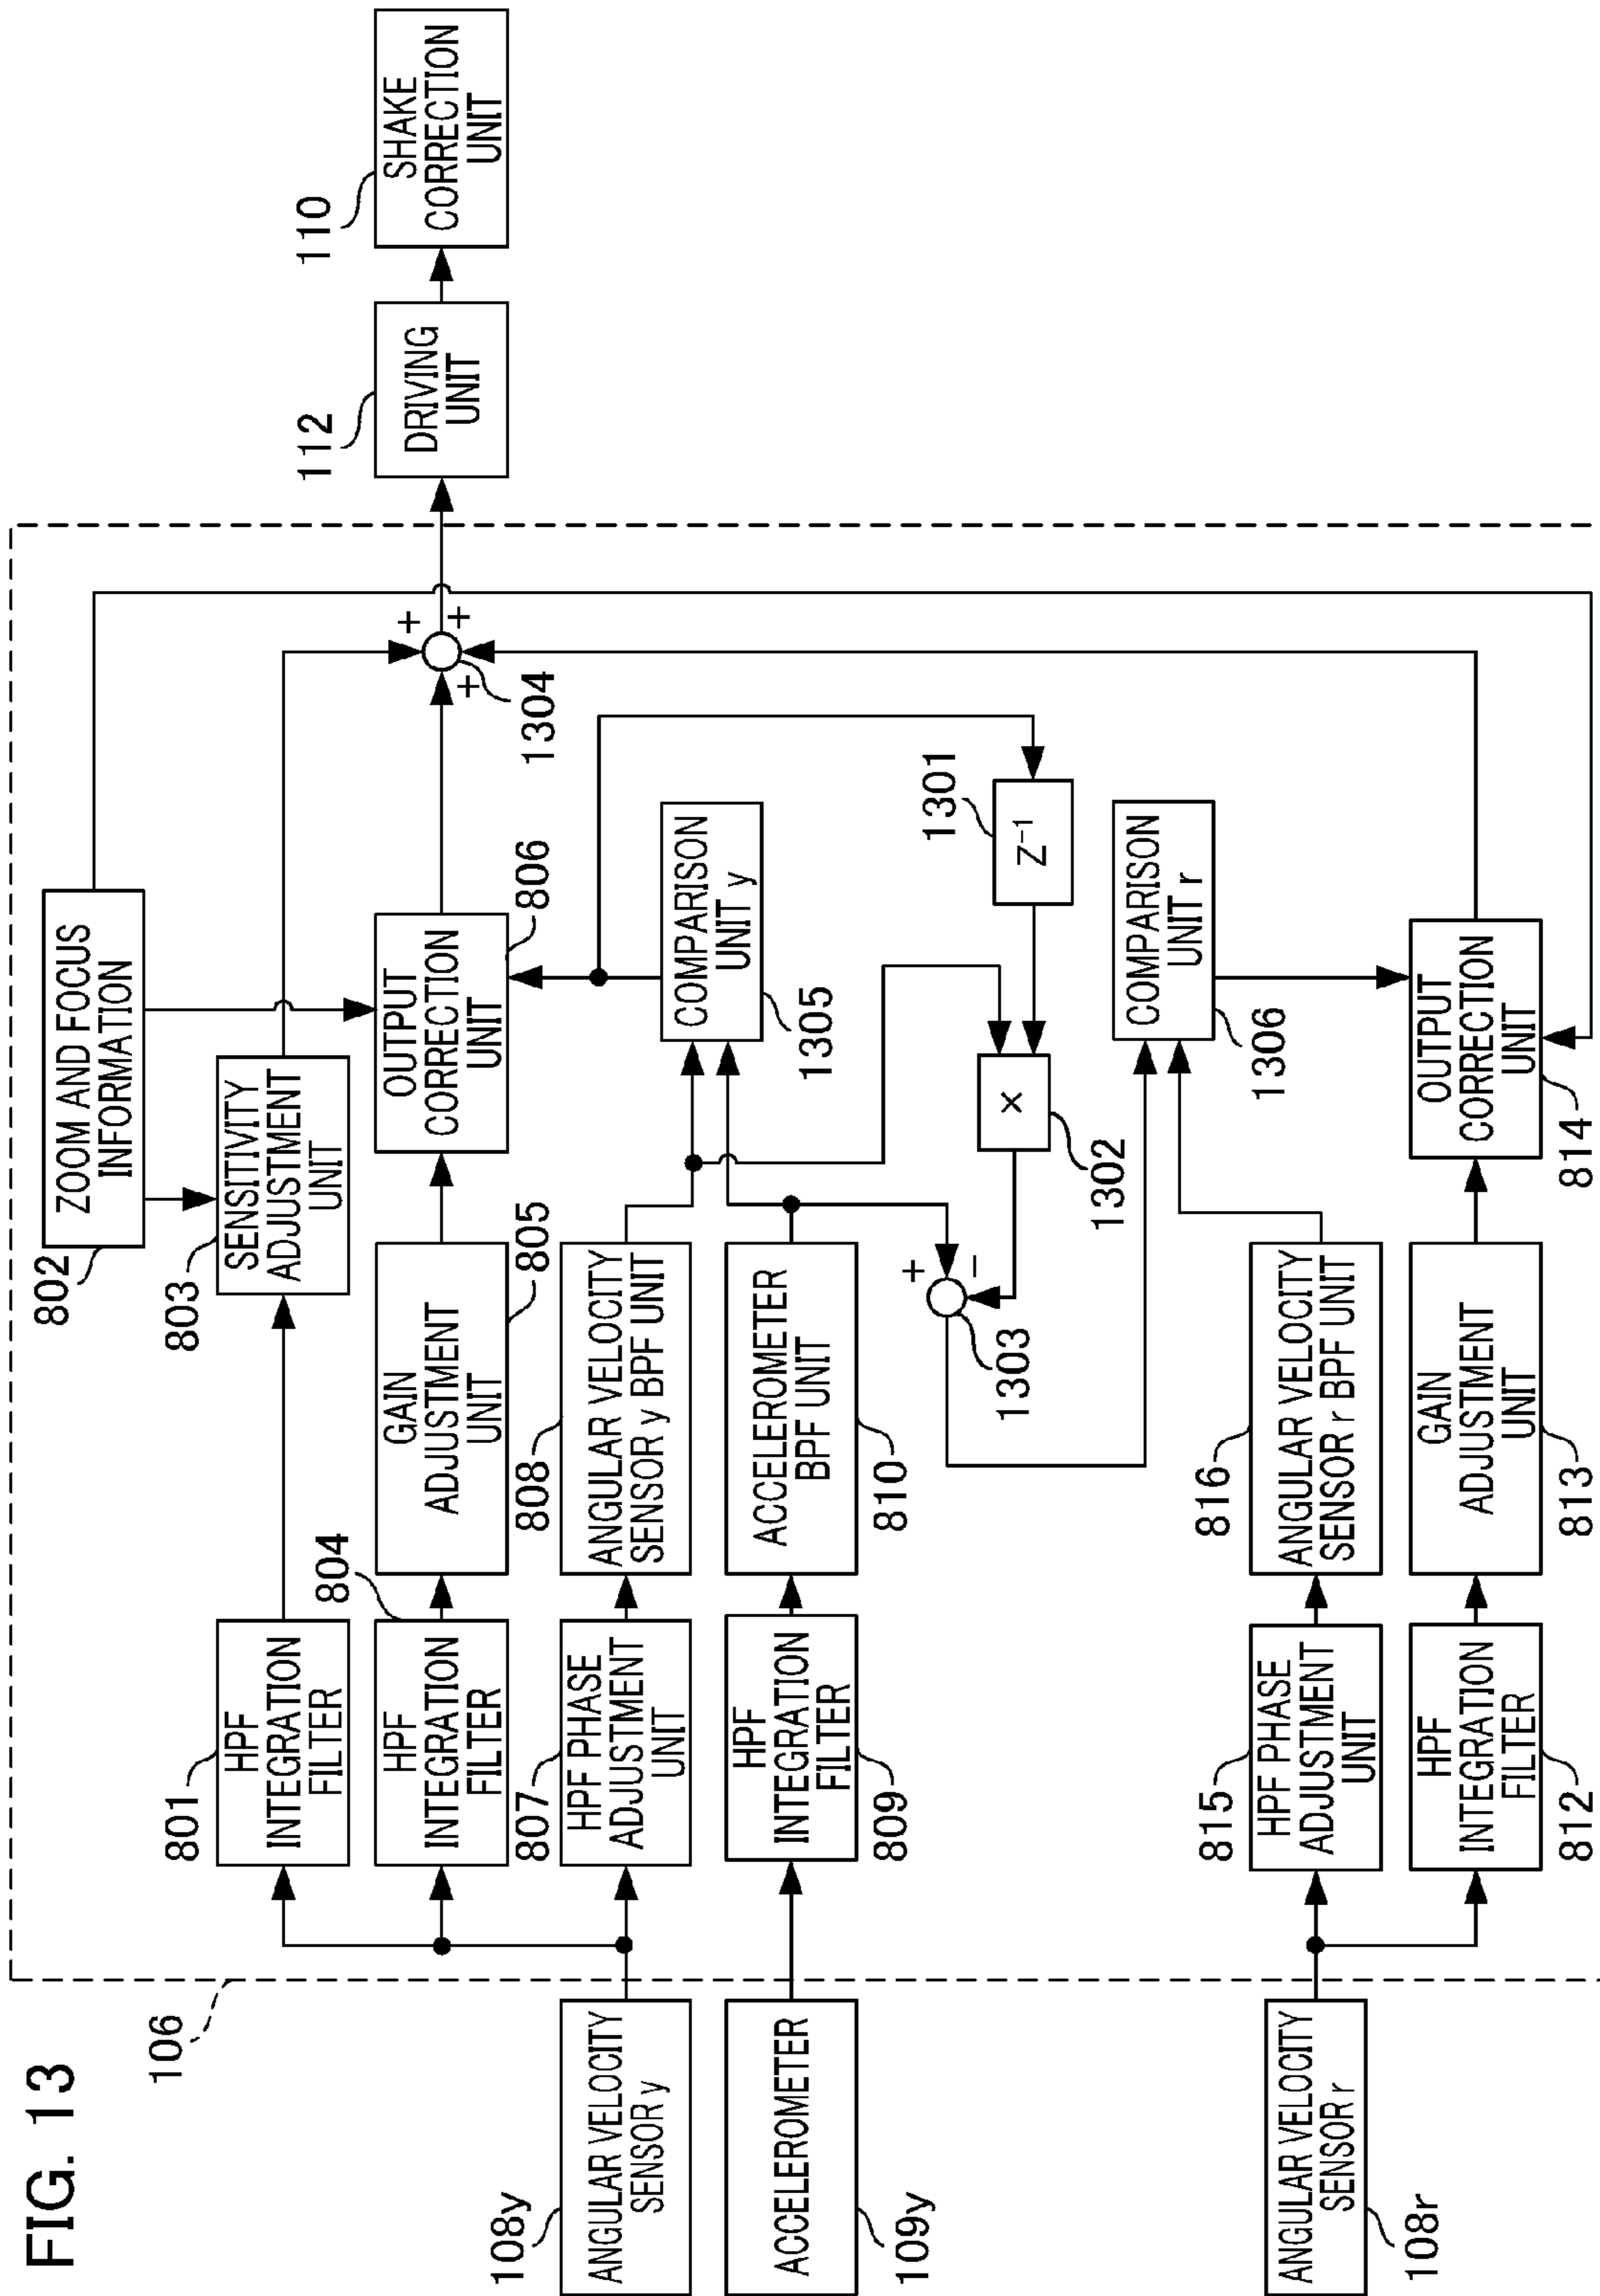 FIG. 13
106
802
ZOOM AND FOCUS
INFORMATION
801
HPF
INTEGRATION
FILTER
803
SENSITIVITY
ADJUSTMENT
UNIT
804
HPF
INTEGRATION
FILTER
GAIN
ADJUSTMENT
UNIT
805
OUTPUT
CORRECTION
UNIT
806
+
+
+
1304
112
DRIVING
UNIT
110
SHAKE
CORRECTION
UNIT
108y
ANGULAR VELOCITY
SENSOR y
807
HPF PHASE
ADJUSTMENT
UNIT
808
ANGULAR VELOCITY
SENSOR y BPF UNIT
COMPARISON
UNIT y
1305
ACCELEROMETER
109y
HPF
INTEGRATION
FILTER
809
ACCELEROMETER
BPF UNIT
810
+
−
1303
×
1302
1301
Z⁻¹
COMPARISON
UNIT r
1306
ANGULAR VELOCITY
SENSOR r
108r
815
HPF PHASE
ADJUSTMENT
UNIT
816
ANGULAR VELOCITY
SENSOR r BPF UNIT
HPF
INTEGRATION
FILTER
812
GAIN
ADJUSTMENT
UNIT
813
OUTPUT
CORRECTION
UNIT
814